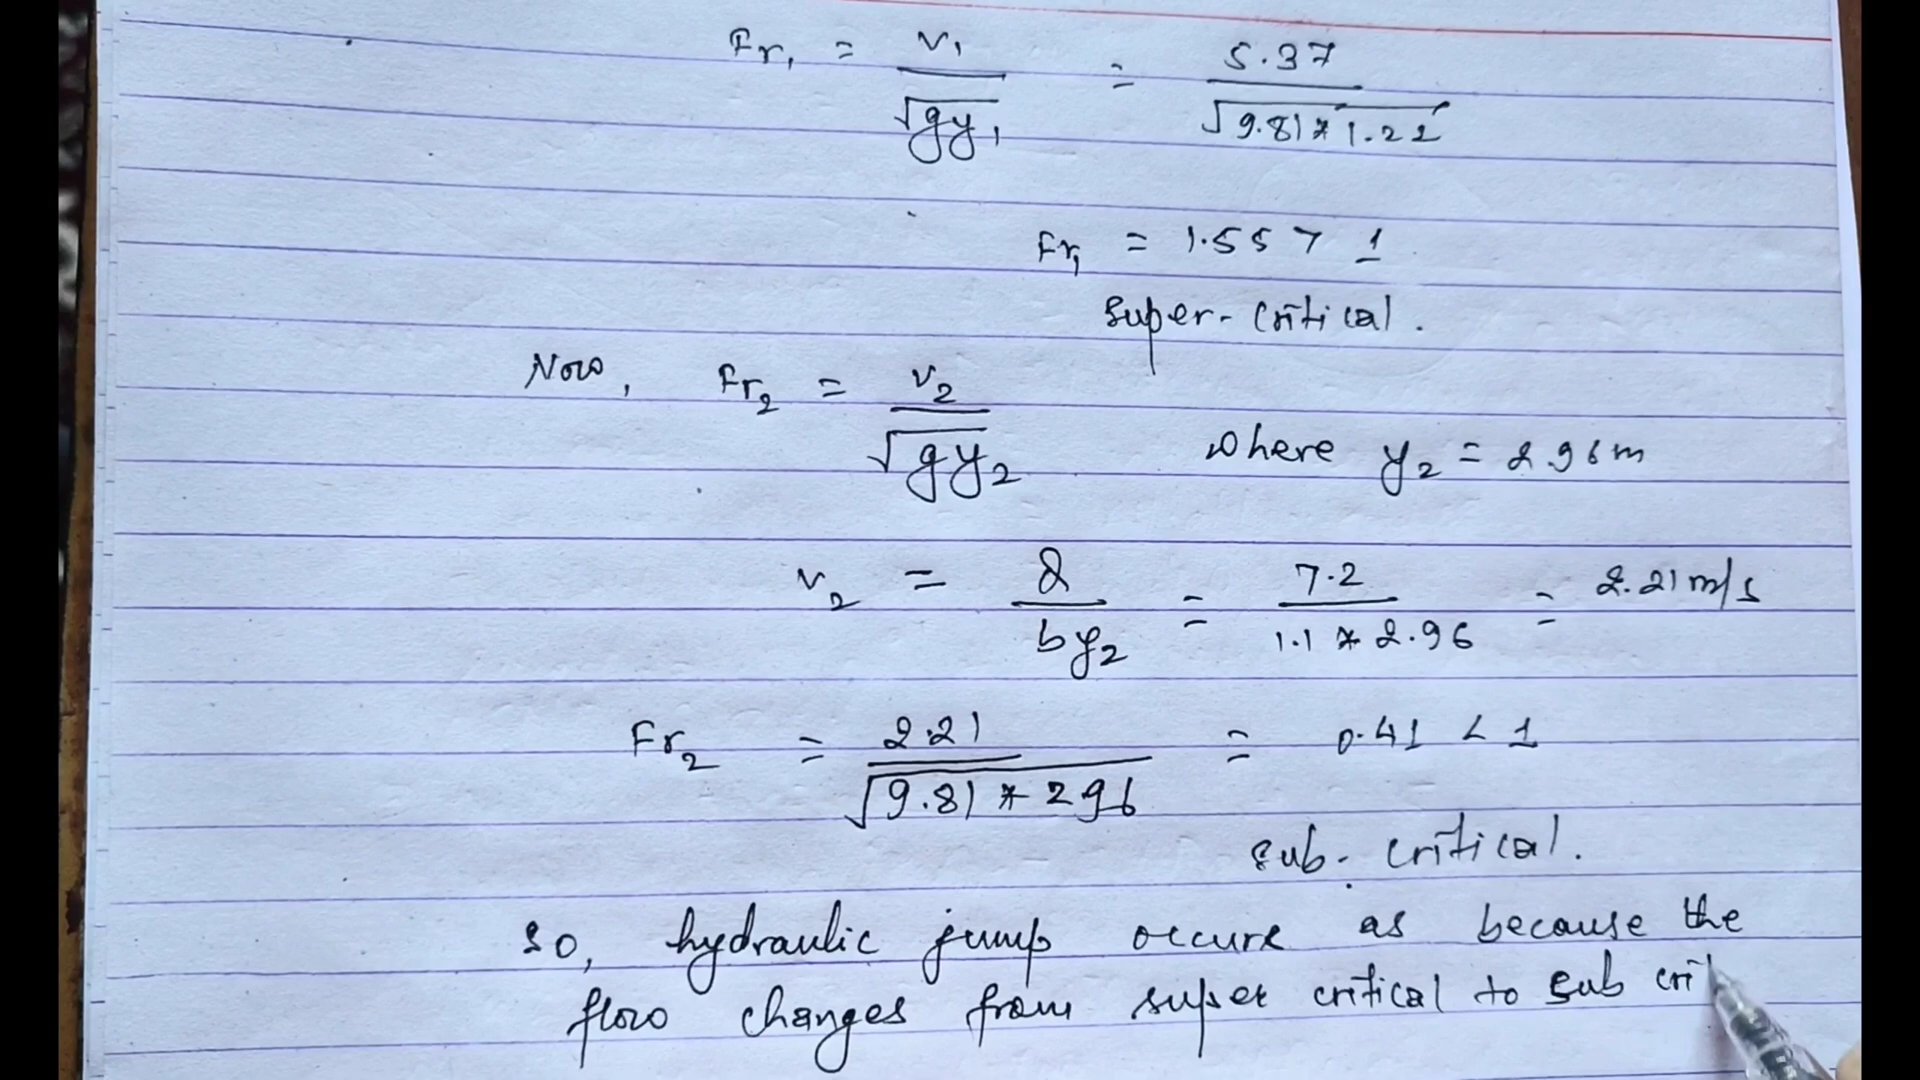 Fr₁ = v₁ / √gy₁ = 5.37 / √9.81*1.22
Fr₁ = 1.55 > 1
super-critical.
Now, Fr₂ = v₂ / √gy₂ where y₂ = 2.96m
v₂ = Q / by₂ = 7.2 / 1.1 * 2.96 = 2.21 m/s
Fr₂ = 2.21 / √9.81 * 2.96 = 0.41 < 1
sub-critical.
so, hydraulic jump occurs as because the
flow changes from super critical to sub crit